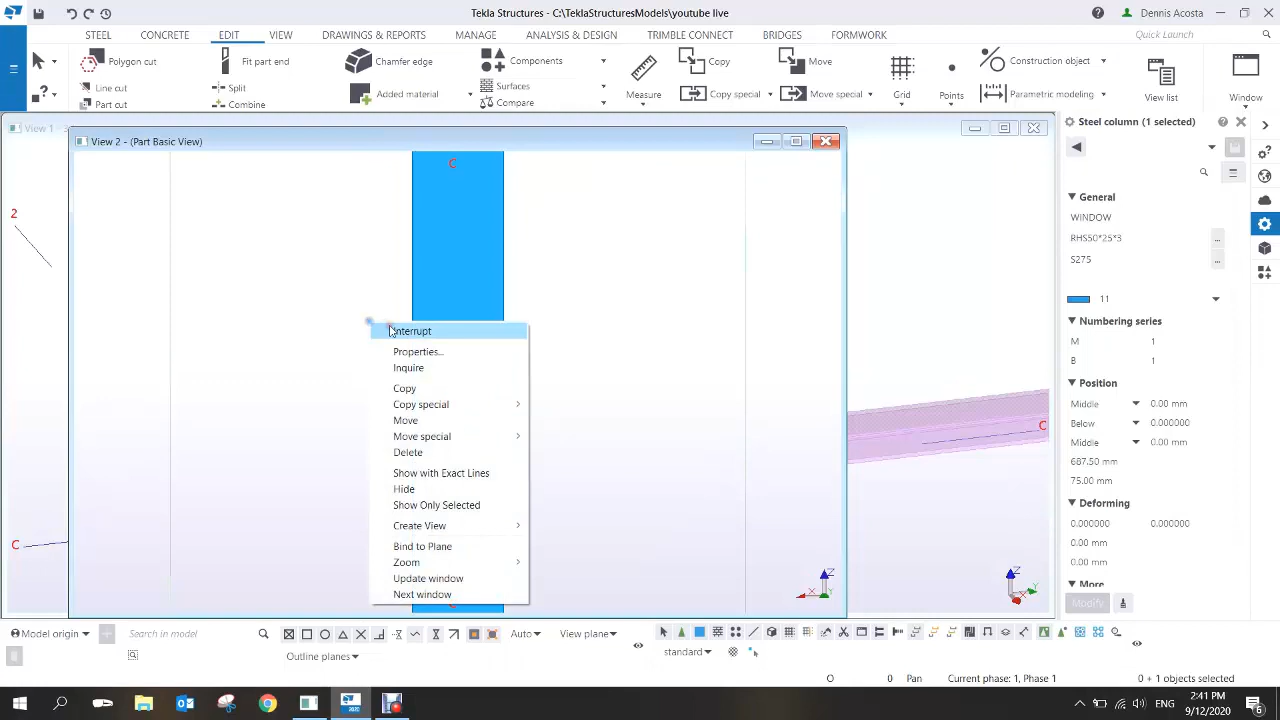 Tekla Structures - C:\TeklaStructuresModels\youtube live
Dennis Acosta
STEEL CONCRETE EDIT VIEW DRAWINGS & REPORTS MANAGE ANALYSIS & DESIGN TRIMBLE CONNECT BRIDGES FORMWORK Quick Launch
Polygon cut Fit part end Chamfer edge Components Copy Move Construction object
Line cut Split Added material Surfaces Measure Copy special Move special Grid Points Parametric modeling View list Window
Part cut Combine Compare
View 1 - 3
View 2 - (Part Basic View)
Steel column (1 selected)
C
2
General
WINDOW
RHS50*25*3
S275
11
Interrupt
Properties...
Inquire
Copy
Copy special
Move
Move special
Delete
Show with Exact Lines
Hide
Show Only Selected
Create View
Bind to Plane
Zoom
Update window
Next window
Numbering series
M 1
B 1
Position
Middle 0.00 mm
Below 0.000000
Middle 0.00 mm
687.50 mm
75.00 mm
Deforming
0.000000 0.000000
0.00 mm
0.00 mm
More
Modify
C
C
Z
Y
Z
Y
Model origin Search in model Auto View plane
Outline planes standard
O 0 Pan Current phase: 1, Phase 1 0 + 1 objects selected
2020
ENG
2:41 PM
9/12/2020
6